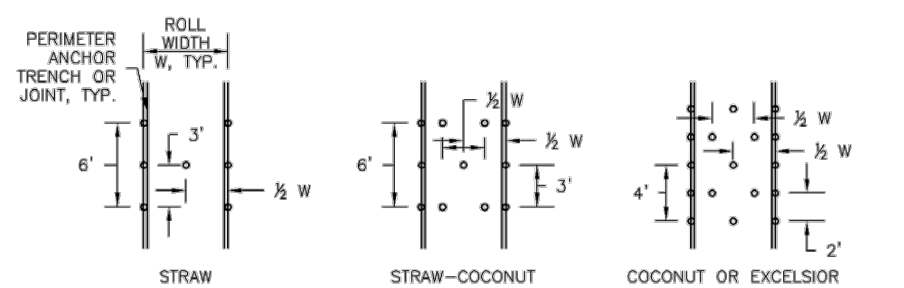 ROLL
WIDTH
W, TYP.
PERIMETER
ANCHOR
TRENCH OR
JOINT, TYP.
3'
6'
½ W
STRAW
½ W
½ W
6'
3'
STRAW-COCONUT
½ W
½ W
4'
2'
COCONUT OR EXCELSIOR